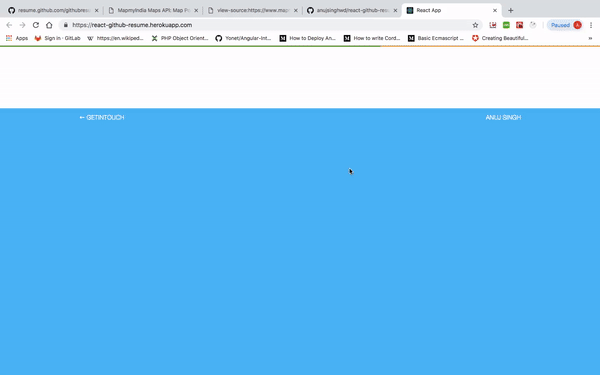 resume.github.com/githubres
MapmyIndia Maps API: Map Pr
view-source:https://www.map
anujsinghwd/react-github-res
React App
https://react-github-resume.herokuapp.com
Paused
Apps
Sign in · GitLab
https://en.wikiped...
PHP Object Orient...
Yonet/Angular-Int...
How to Deploy An...
How to write Cord...
Basic Ecmascript ...
Creating Beautiful...
»
← GETINTOUCH
ANUJ SINGH